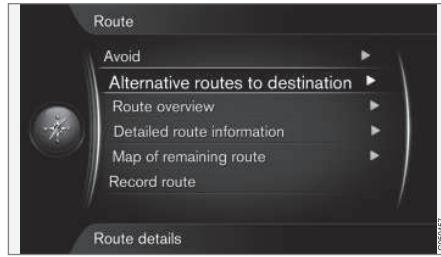 Route
Avoid
Alternative routes to destination
Route overview
Detailed route information
Map of remaining route
Record route
Route details